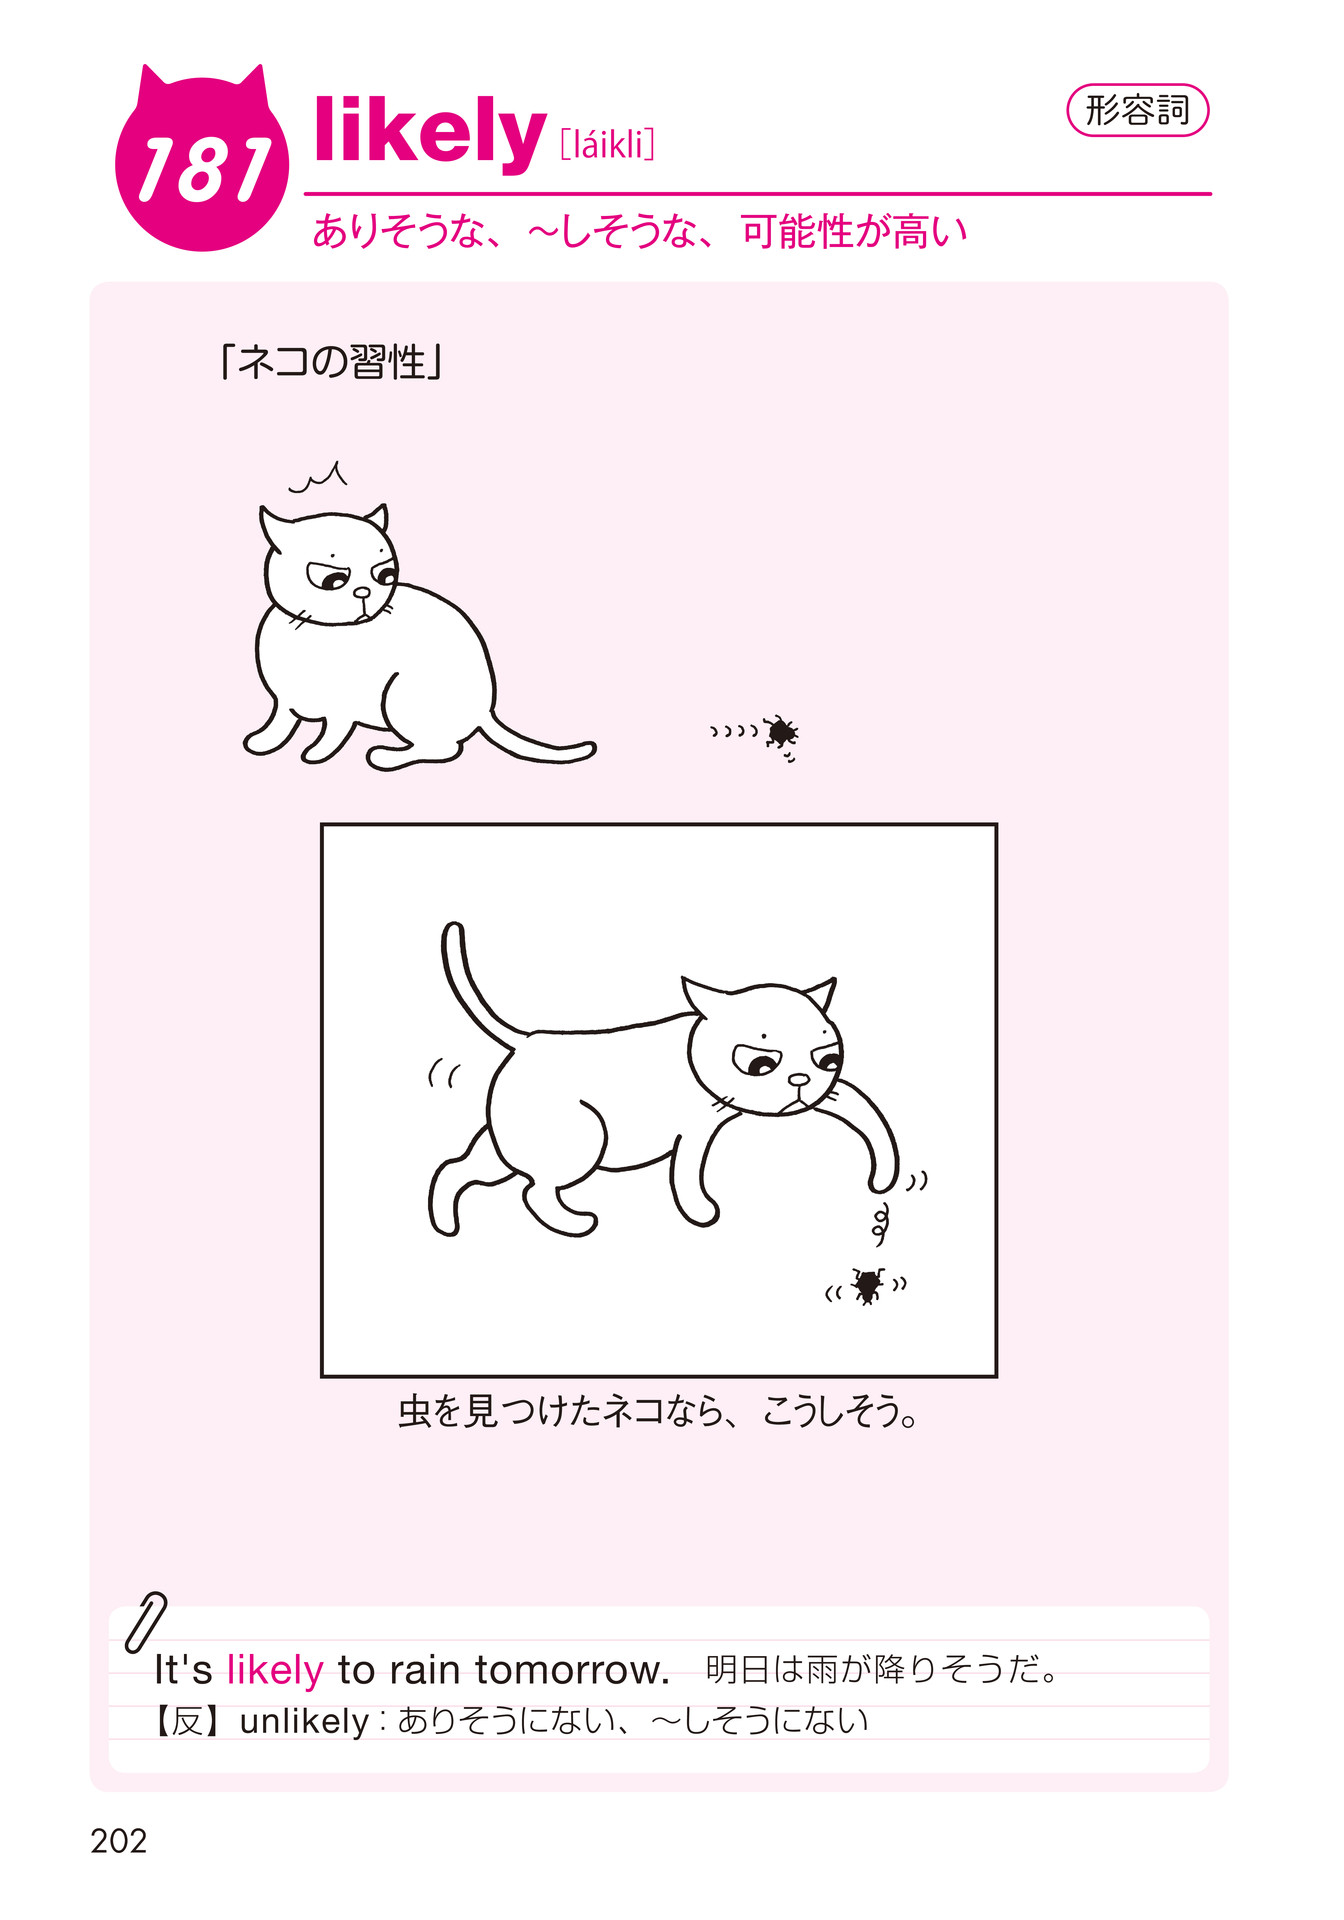 181
likely [láikli]
形容詞
ありそうな、〜しそうな、可能性が高い
「ネコの習性」
虫を見つけたネコなら、こうしそう。
It's likely to rain tomorrow. 明日は雨が降りそうだ。
【反】unlikely：ありそうにない、〜しそうにない
202